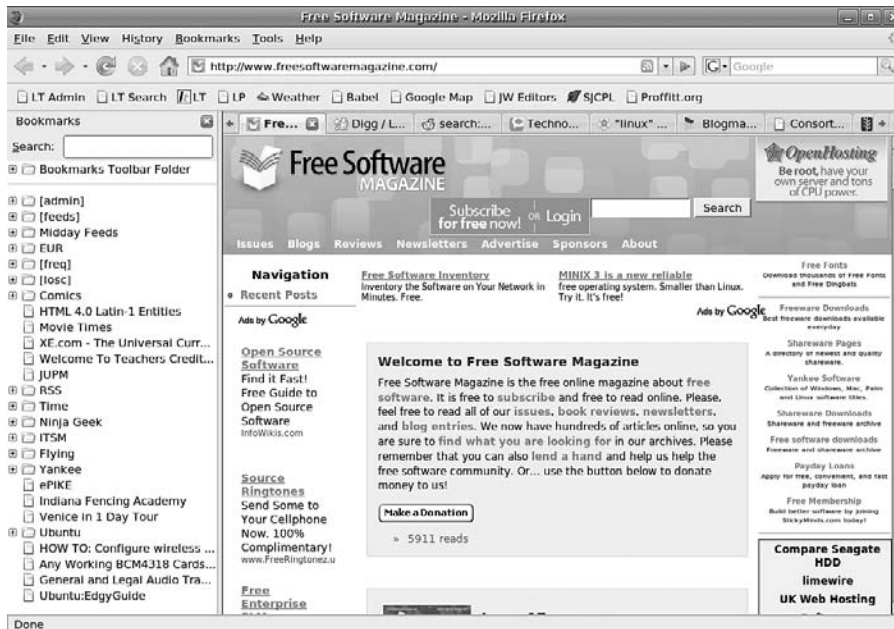 Free Software Magazine - Mozilla Firefox
File Edit View History Bookmarks Tools Help
http://www.freesoftwaremagazine.com/
G Google
LT Admin LT Search LT LP Weather Babel Google Map JW Editors SJCPL Proffitt.org
Bookmarks
Search:
Bookmarks Toolbar Folder
[admin]
[feeds]
Midday Feeds
EUR
[freq]
[losc]
Comics
HTML 4.0 Latin-1 Entities
Movie Times
XE.com - The Universal Curr...
Welcome To Teachers Credit...
JUPM
RSS
Time
Ninja Geek
ITSM
Flying
Yankee
ePIKE
Indiana Fencing Academy
Venice in 1 Day Tour
Ubuntu
HOW TO: Configure wireless ...
Any Working BCM4318 Cards...
General and Legal Audio Tra...
Ubuntu:EdgyGuide
Fre... Digg / L... search:... Techno... "linux" ... Blogma... Consort...
Free Software
MAGAZINE
Subscribe
for free now! OR Login
Search
Issues Blogs Reviews Newsletters Advertise Sponsors About
OpenHosting
Be root, have your
own server and tons
of CPU power.
Navigation
Recent Posts
Ads by Google
Open Source
Software
Find it Fast!
Free Guide to
Open Source
Software
InfoWikis.com
Source
Ringtones
Send Some to
Your Cellphone
Now. 100%
Complimentary!
www.FreeRingtonez.u
Free
Enterprise
Free Software Inventory
Inventory the Software on Your Network in
Minutes. Free.
MINIX 3 is a new reliable
free operating system. Smaller than Linux.
Try it. It's free!
Ads by Google
Welcome to Free Software Magazine
Free Software Magazine is the free online magazine about free
software. It is free to subscribe and free to read online. Please,
feel free to read all of our issues, book reviews, newsletters,
and blog entries. We now have hundreds of articles online, so you
are sure to find what you are looking for in our archives. Please
remember that you can also lend a hand and help us help the
free software community. Or... use the button below to donate
money to us!
Make a Donation
» 5911 reads
Free Fonts
Download thousands of Free Fonts
and Free Dingbats
Freeware Downloads
Best freeware downloads available
everyday
Shareware Pages
A directory of newest and quality
shareware.
Yankee Software
Collection of Windows, Mac, Palm
and Linux software titles.
Shareware Downloads
Shareware and freeware archive
Free software downloads
Freeware and shareware archive
Payday Loans
Apply for free, convenient, and fast
payday loan
Free Membership
Build better software by joining
StickyMinds.com today!
Compare Seagate
HDD
limewire
UK Web Hosting
Done